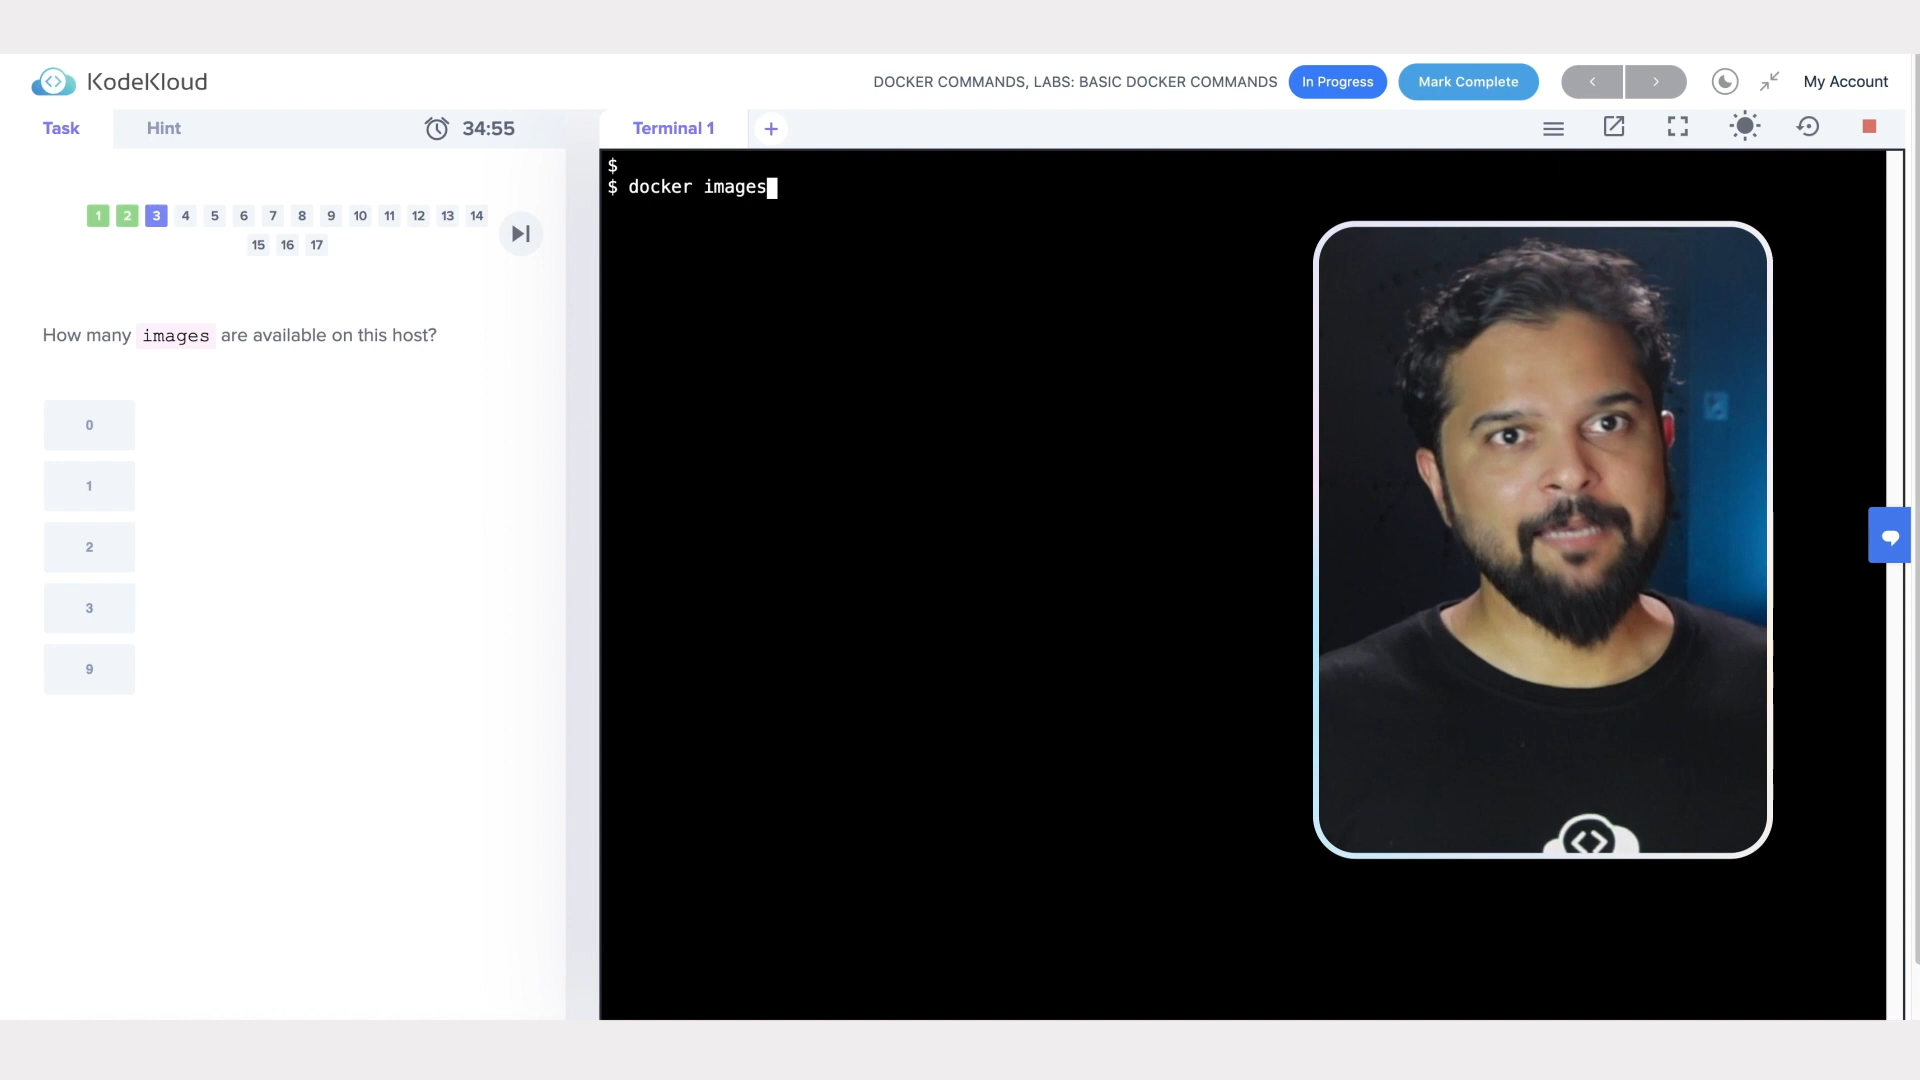 KodeKloud
DOCKER COMMANDS, LABS: BASIC DOCKER COMMANDS
In Progress
Mark Complete
My Account
Task
Hint
34:55
Terminal 1
+
1 2 3 4 5 6 7 8 9 10 11 12 13 14
15 16 17
How many images are available on this host?
0
1
2
3
9
$
$ docker images